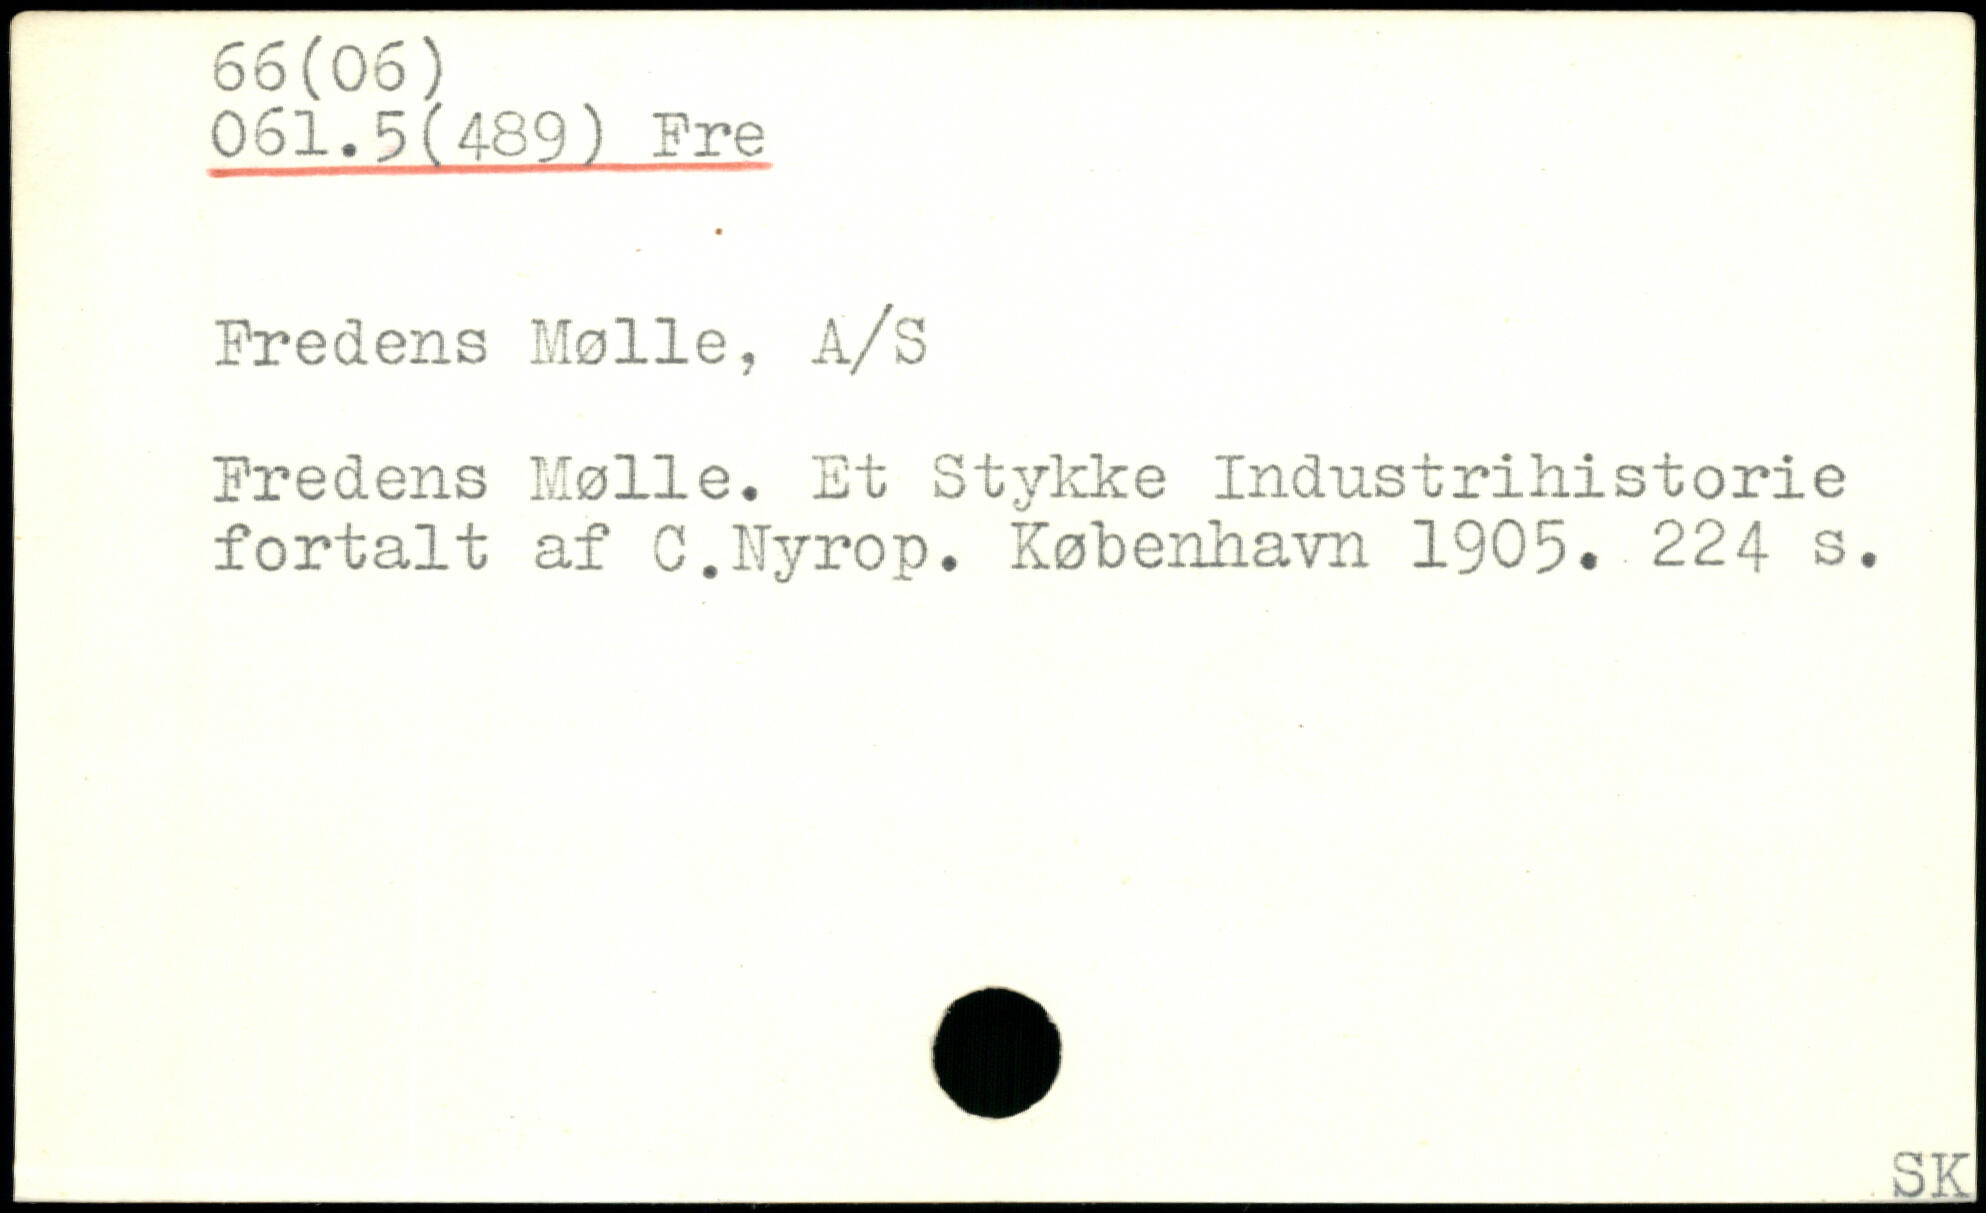 66(06)
061.5(489) Fre
Fredens Mølle, A/S
Fredens Mølle. Et Stykke Industrihistorie
fortalt af C.Nyrop. København 1905. 224 s.
SK